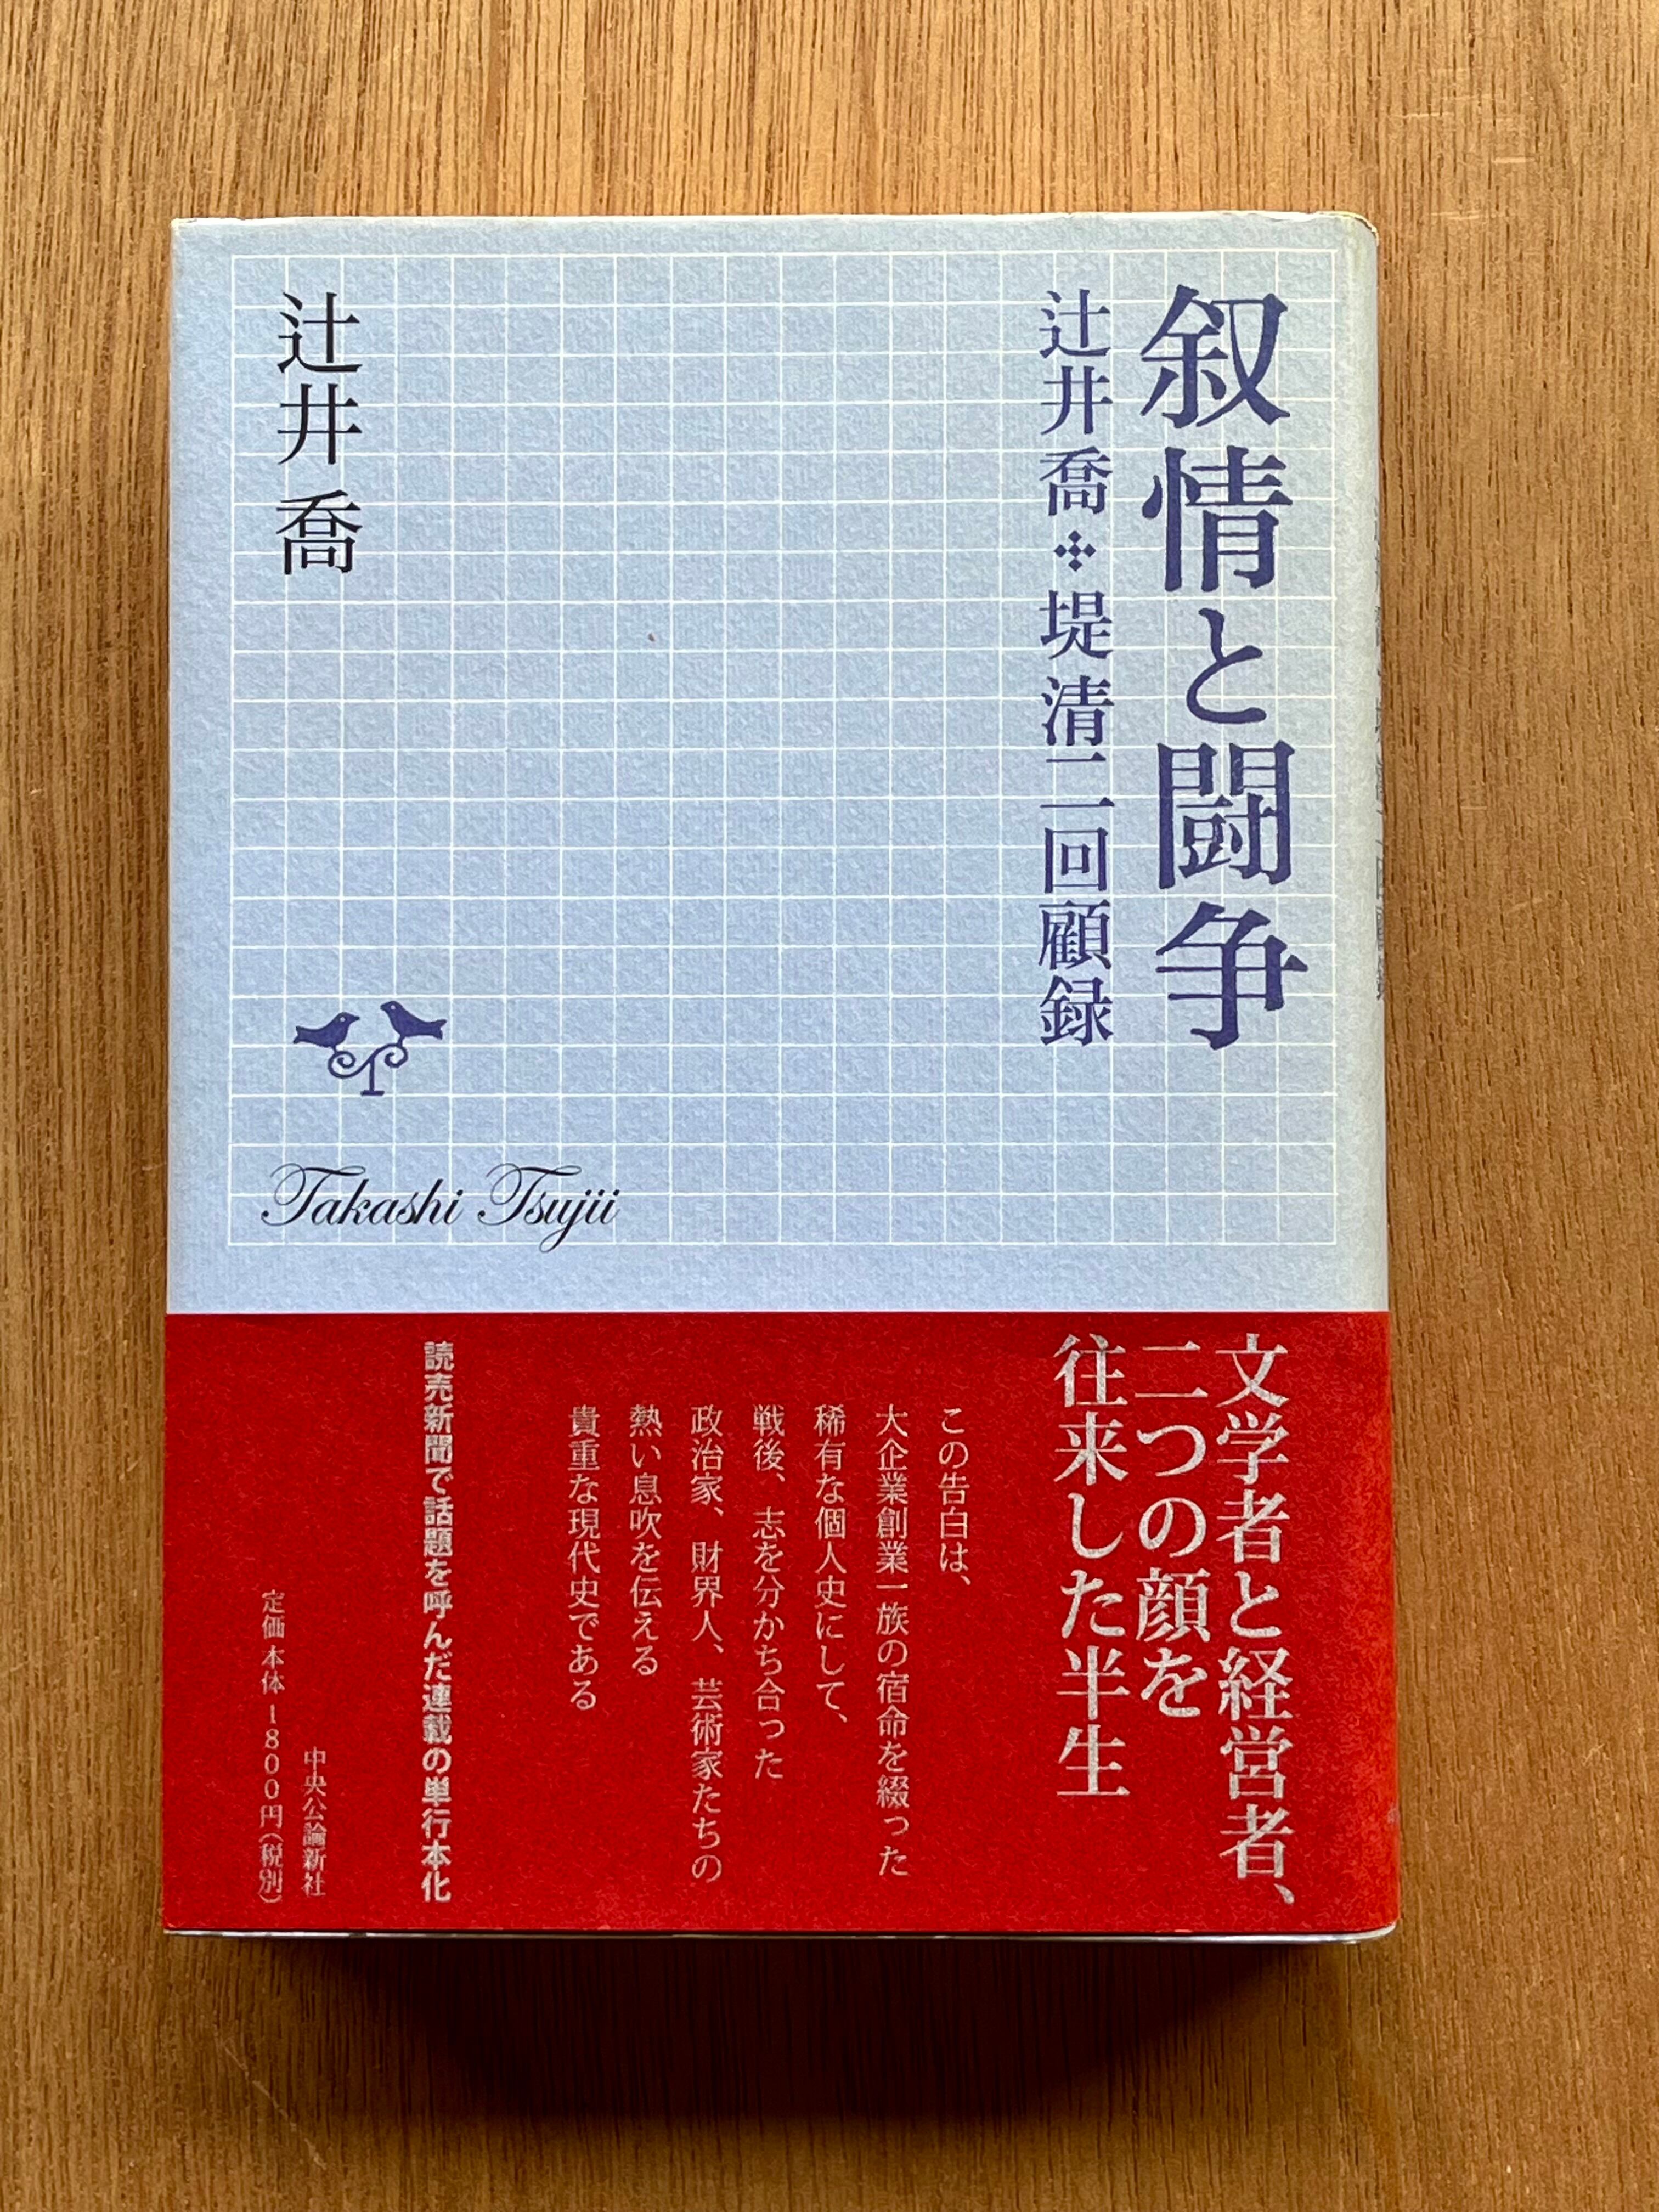 叙情と闘争
辻井喬✣堤清二回顧録
辻井 喬
Takashi Tsujii
文学者と経営者、
二つの顔を
往来した半生
この告白は、
大企業創業一族の宿命を綴った
稀有な個人史にして、
戦後、志を分かち合った
政治家、財界人、芸術家たちの
熱い息吹を伝える
貴重な現代史である
読売新聞で話題を呼んだ連載の単行本化
中央公論新社
定価 本体1800円(税別)